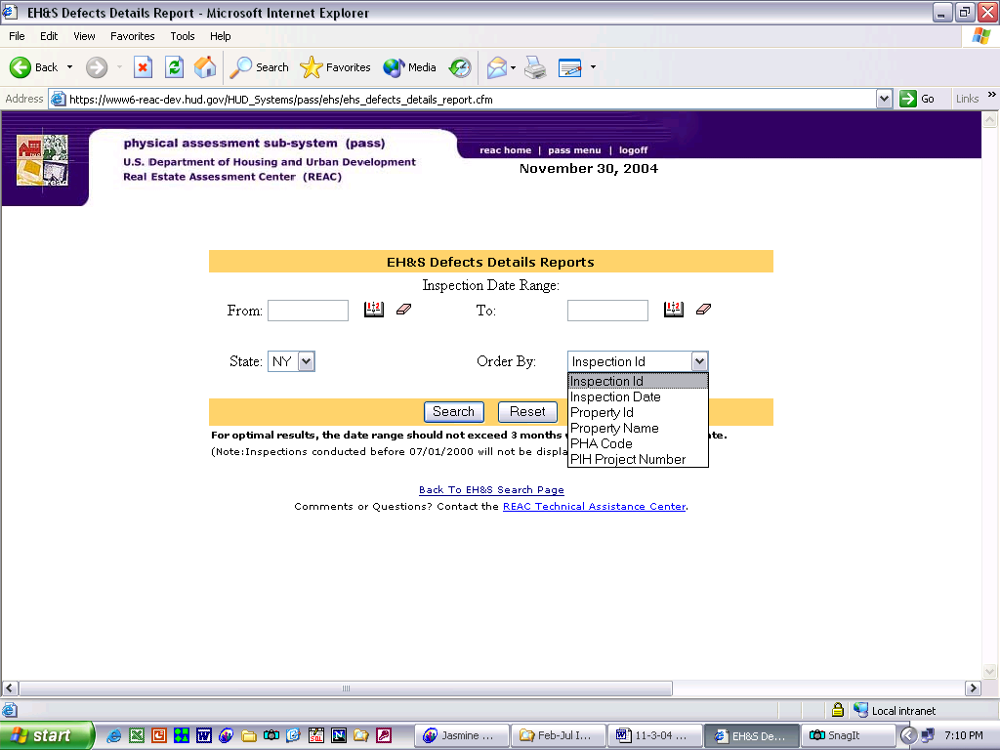 EH&S Defects Details Report - Microsoft Internet Explorer
File Edit View Favorites Tools Help
Back Search Favorites Media
Address https://www6-reac-dev.hud.gov/HUD_Systems/pass/ehs/ehs_defects_details_report.cfm Go Links »
physical assessment sub-system (pass)
reac home | pass menu | logoff
U.S. Department of Housing and Urban Development
Real Estate Assessment Center (REAC)
November 30, 2004
reac
EH&S Defects Details Reports
Inspection Date Range:
From: To:
State: NY Order By: Inspection Id
Inspection Id
Inspection Date
Property Id
Property Name
PHA Code
PIH Project Number
Search Reset
For optimal results, the date range should not exceed 3 months te.
(Note:Inspections conducted before 07/01/2000 will not be displa
Back To EH&S Search Page
Comments or Questions? Contact the REAC Technical Assistance Center.
Local intranet
start Jasmine ... Feb-Jul I... 11-3-04 ... EH&S De... SnagIt 7:10 PM